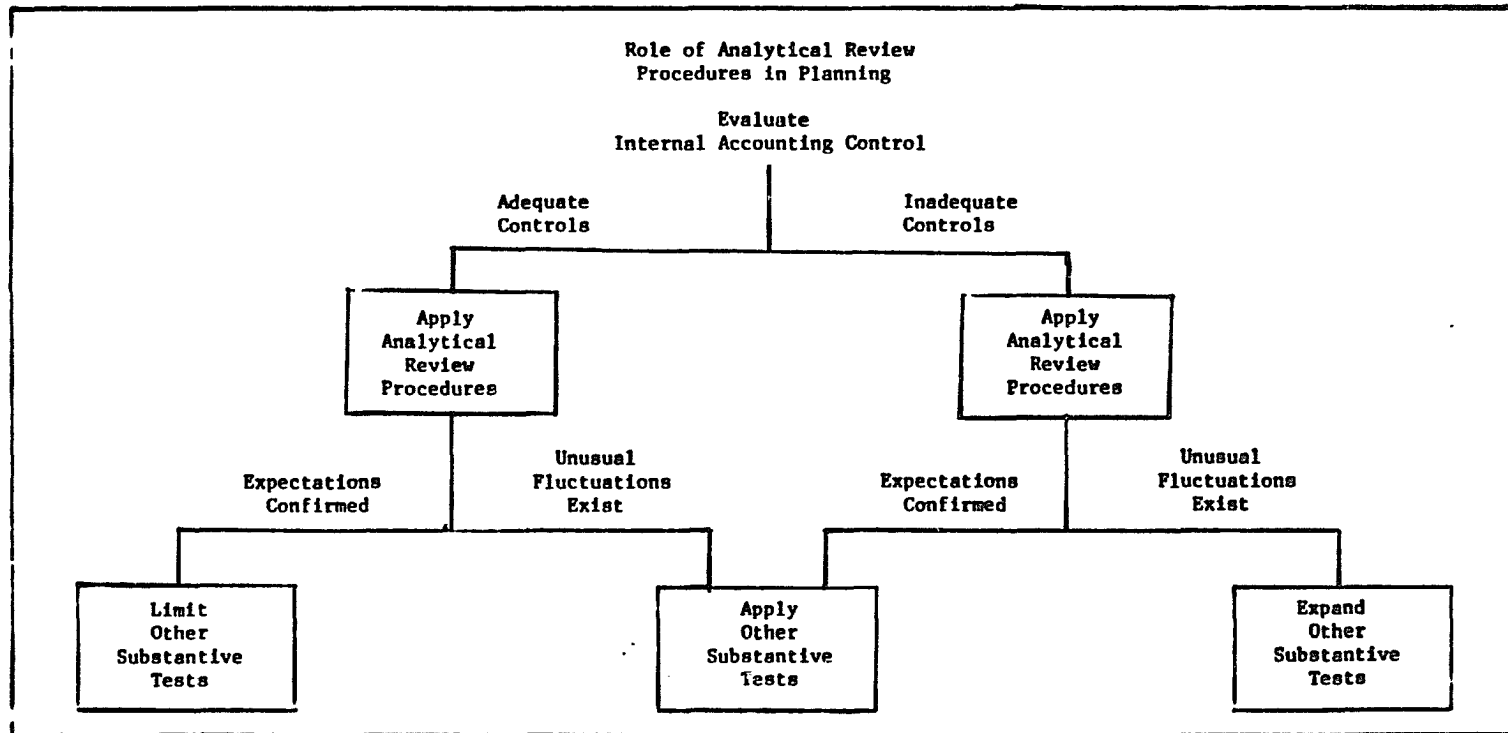 Role of Analytical Review
Procedures in Planning
Evaluate
Internal Accounting Control
Adequate
Controls
Inadequate
Controls
Apply
Analytical
Review
Procedures
Apply
Analytical
Review
Procedures
Expectations
Confirmed
Unusual
Fluctuations
Exist
Expectations
Confirmed
Unusual
Fluctuations
Exist
Limit
Other
Substantive
Tests
Apply
Other
Substantive
Tests
Expand
Other
Substantive
Tests